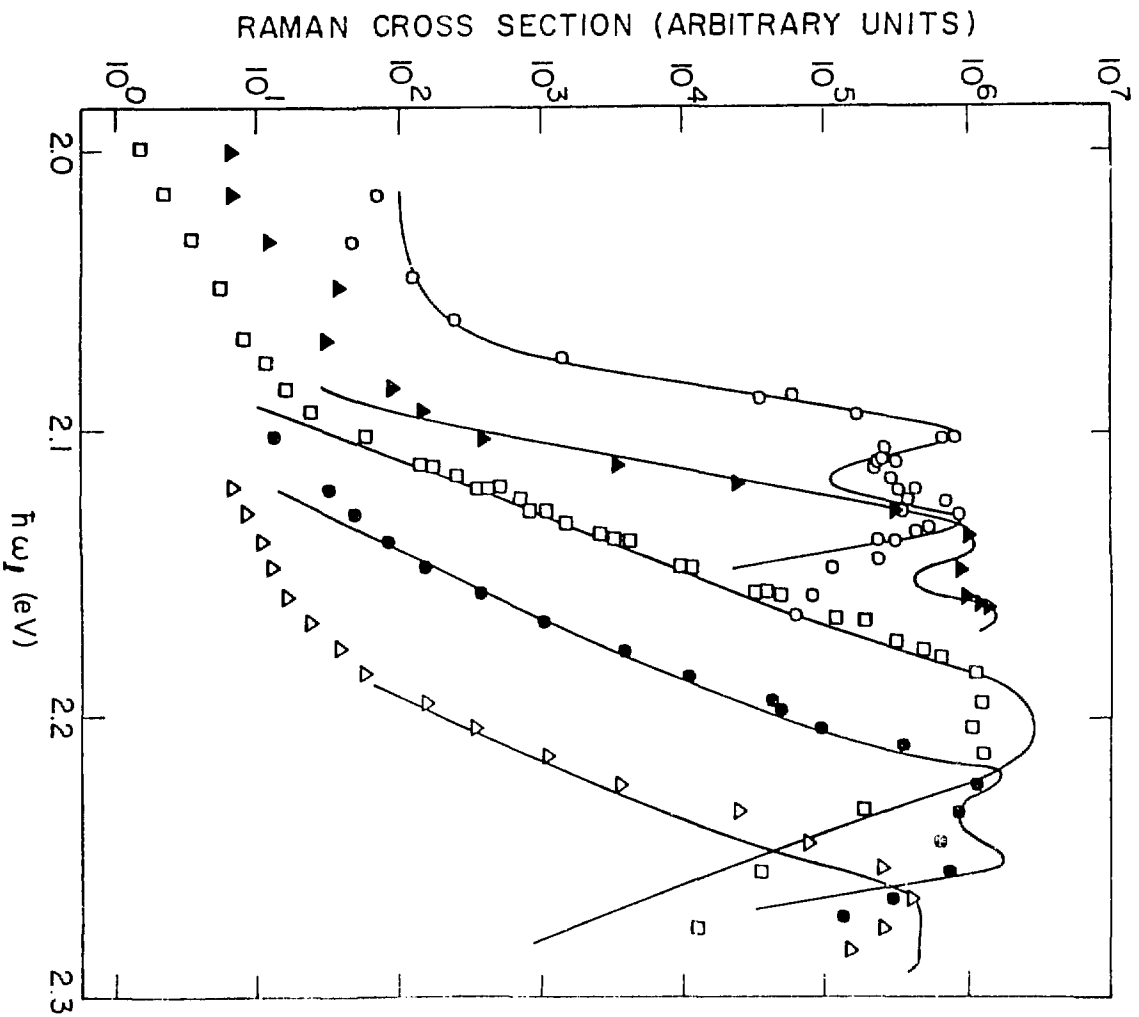 RAMAN CROSS SECTION (ARBITRARY UNITS)
10⁰ 10¹ 10² 10³ 10⁴ 10⁵ 10⁶ 10⁷
2.0
2.1
2.2
2.3
ħω_I (eV)